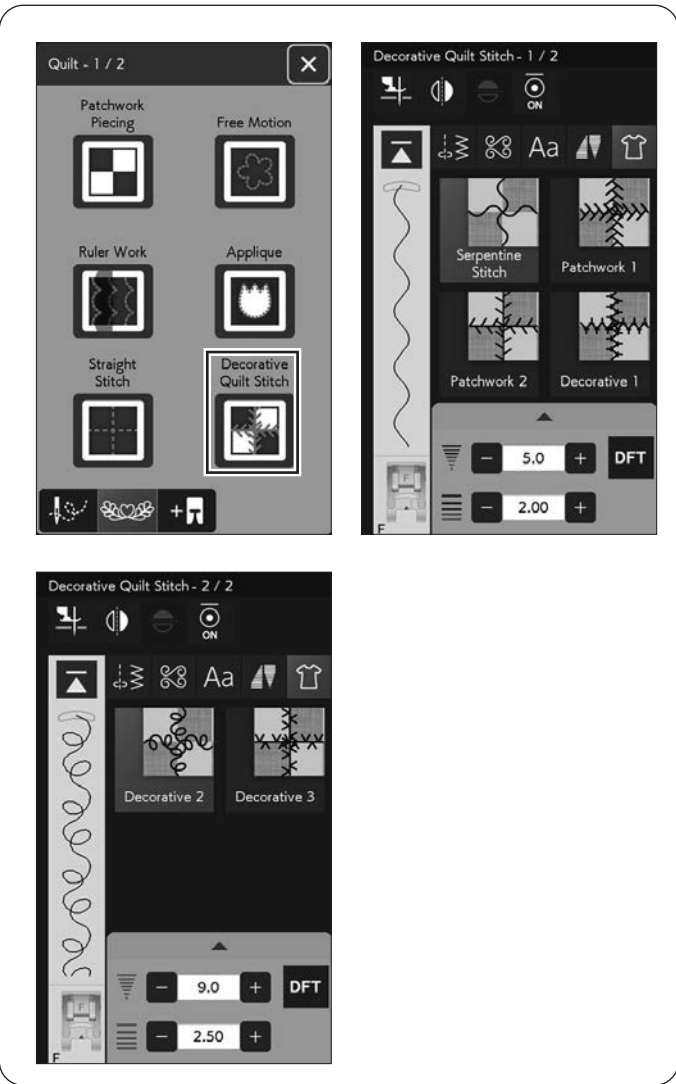 Quilt - 1 / 2
Patchwork
Piecing
Free Motion
Ruler Work
Applique
Straight
Stitch
Decorative
Quilt Stitch
Decorative Quilt Stitch - 1 / 2
ON
Aa
Serpentine
Stitch
Patchwork 1
Patchwork 2
Decorative 1
5.0
DFT
2.00
F
F
Decorative Quilt Stitch - 2 / 2
ON
Aa
Decorative 2
Decorative 3
9.0
DFT
2.50
F
F